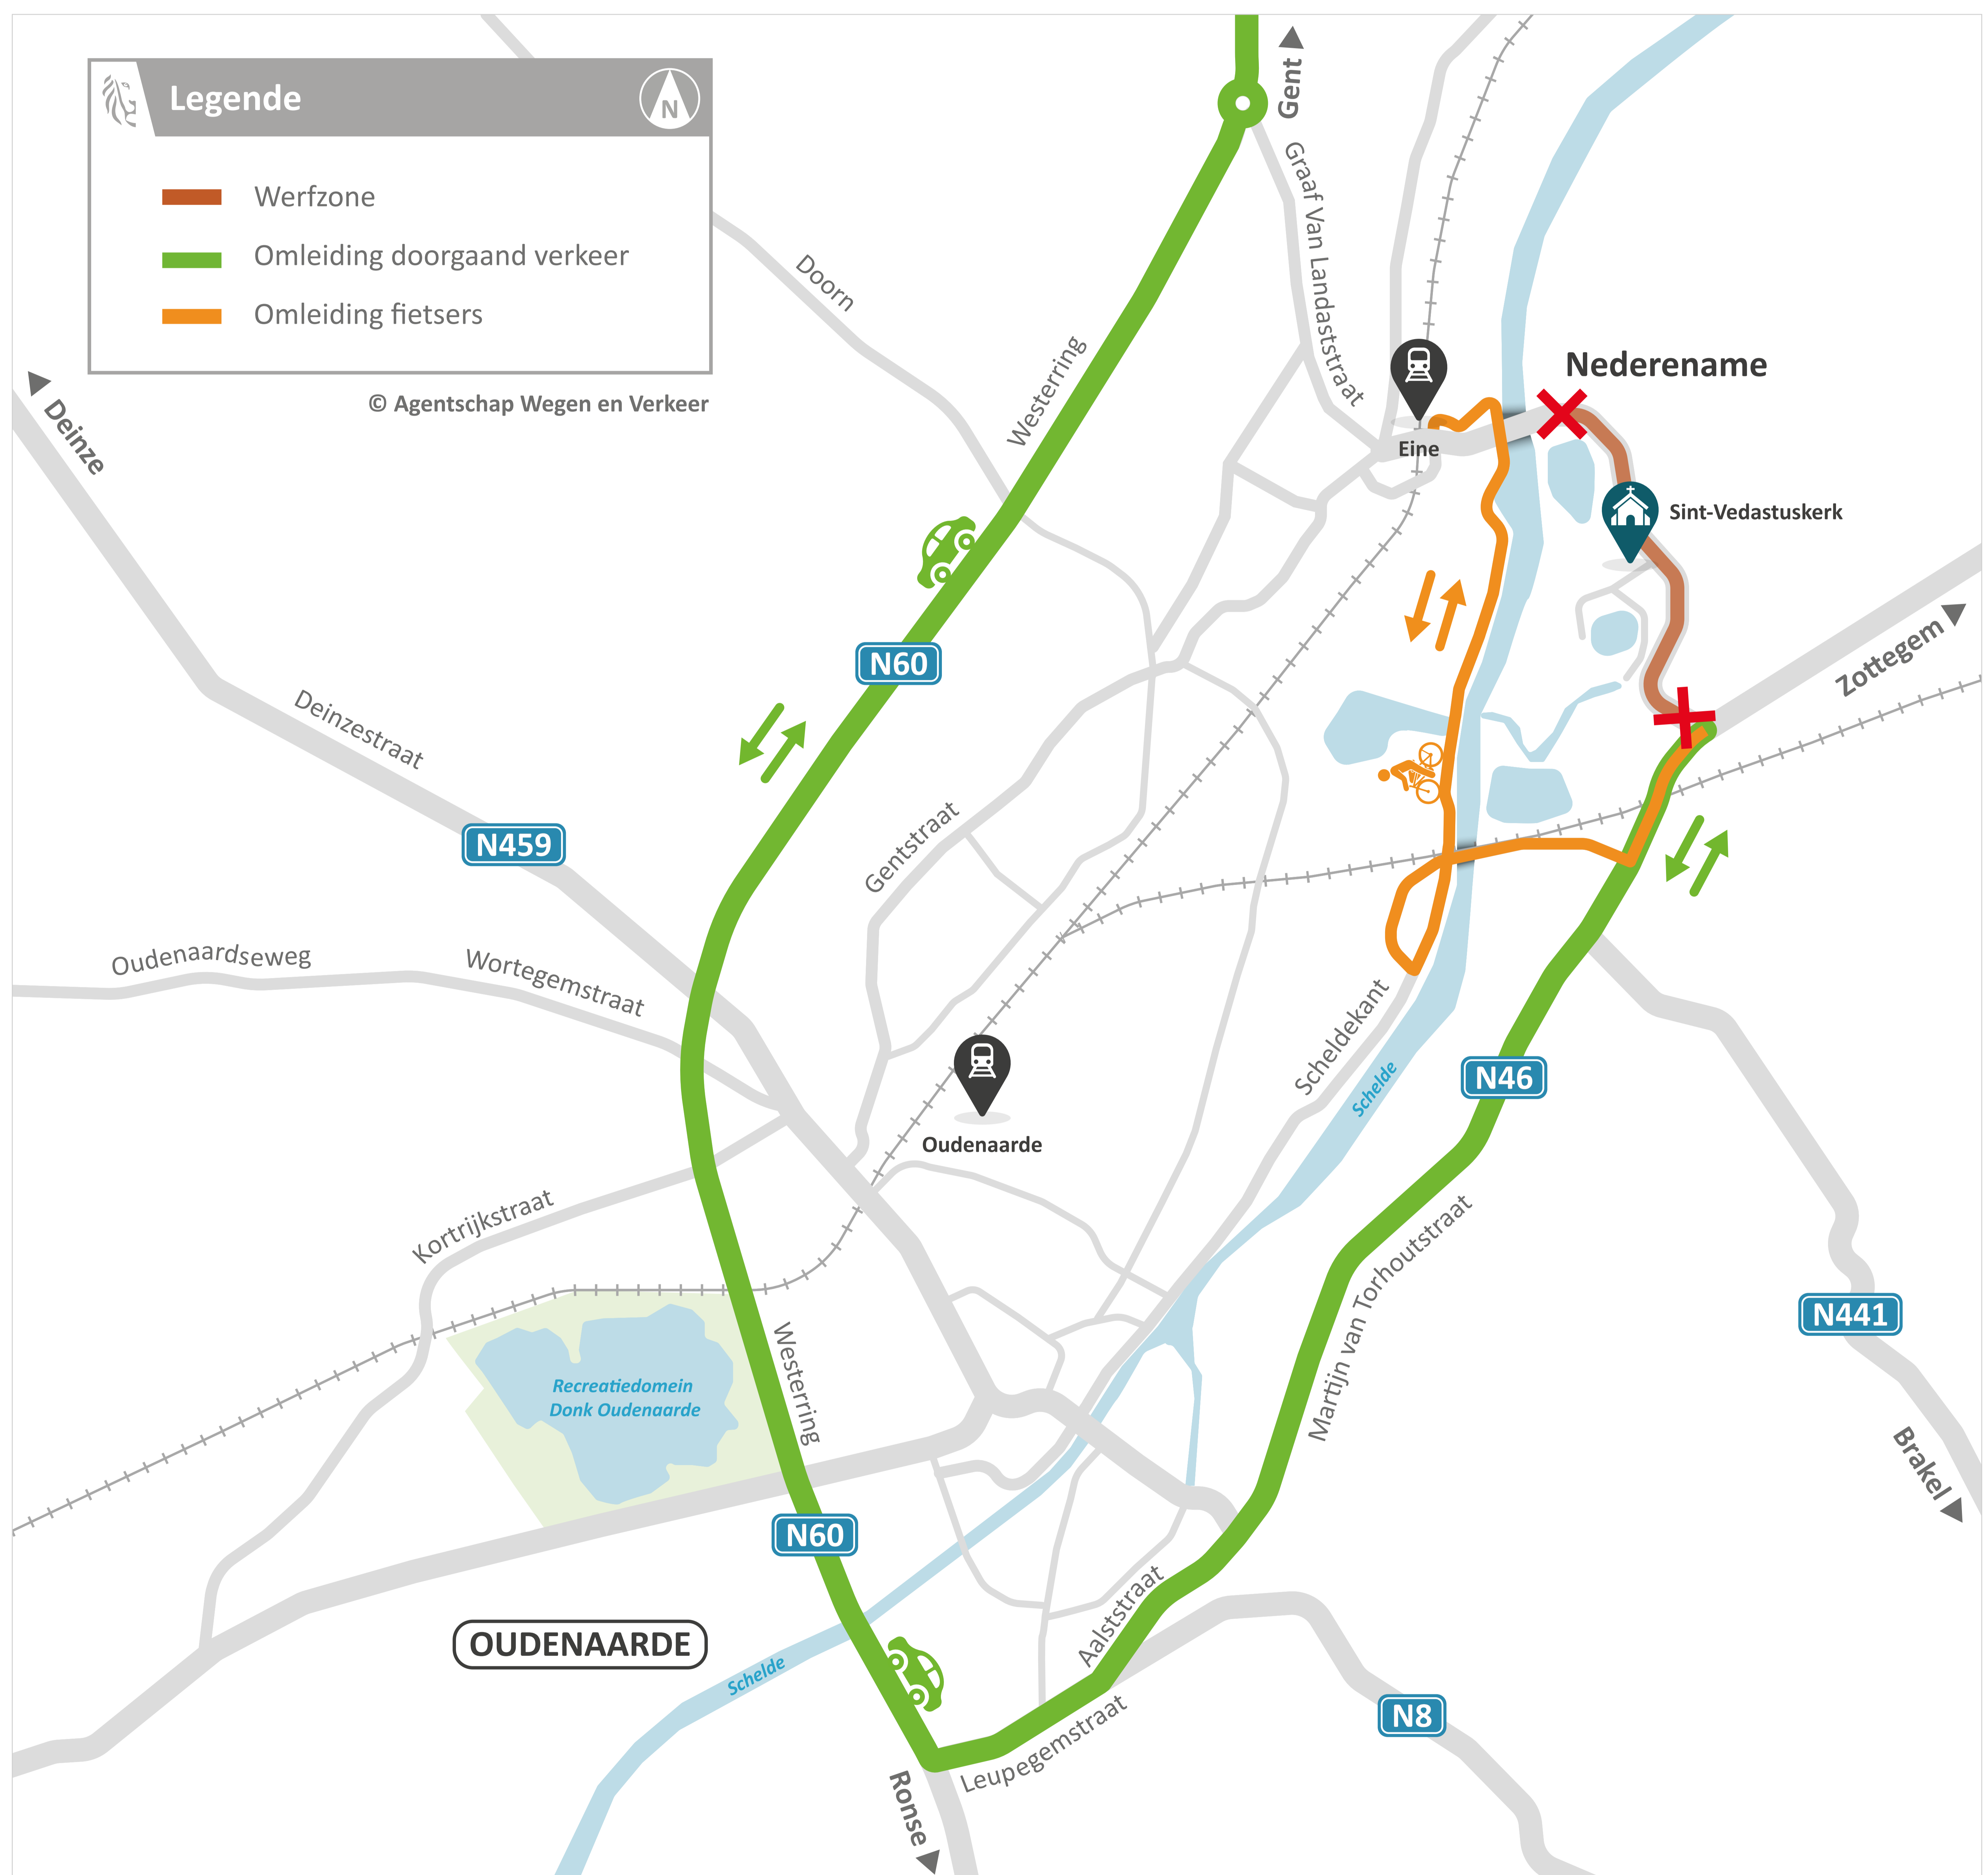 Legende
N
Werfzone
Omleiding doorgaand verkeer
Omleiding fietsers
© Agentschap Wegen en Verkeer
Gent
Graaf Van Landaststraat
Doorn
Westerring
Nederename
Eine
Sint-Vedastuskerk
Deinze
Zottegem
N60
Deinzestraat
N459
Gentstraat
Oudenaardseweg
Wortegemstraat
Scheldekant
Schelde
N46
Oudenaarde
Kortrijkstraat
Martijn van Torhoutstraat
N441
Westerring
Recreatiedomein
Donk Oudenaarde
Brakel
N60
Aalststraat
OUDENAARDE
Schelde
N8
Leupegemstraat
Ronse